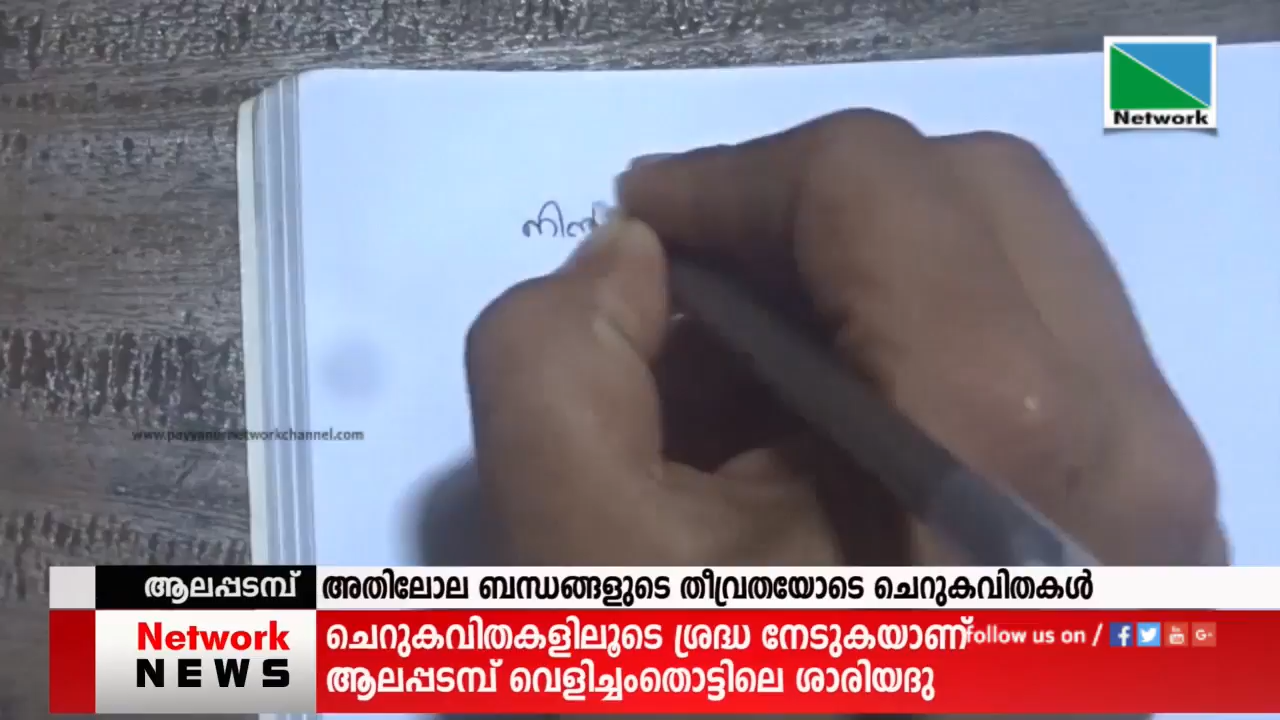 Network
നിന
www.payyanurnetworkchannel.com
ആലപ്പടമ്പ്
അതിലോല ബന്ധങ്ങളുടെ തീവ്രതയോടെ ചെറുകവിതകൾ
Network
NEWS
ചെറുകവിതകളിലൂടെ ശ്രദ്ധ നേടുകയാണ്
follow us on /
ആലപ്പടമ്പ് വെളിച്ചംതൊട്ടിലെ ശാരിയദു